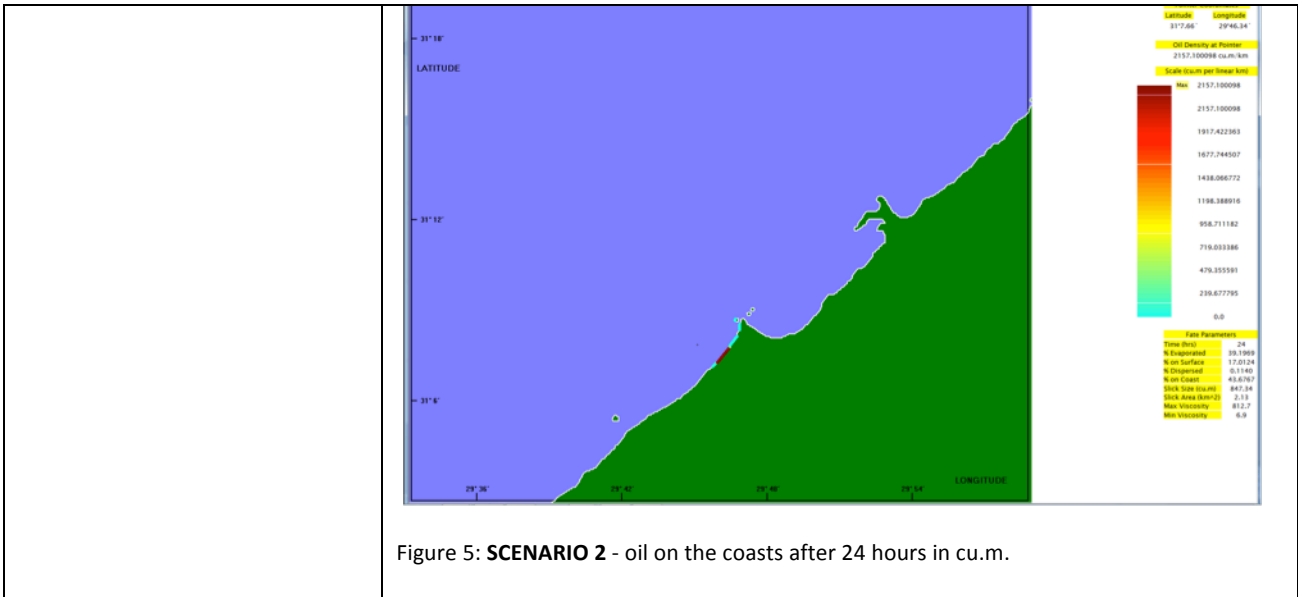 Latitude Longitude
31°7.66' 29°46.34'
Oil Density at Pointer
2157.100098 cu.m/km
Scale (cu.m per linear km)
Max 2157.100098
2157.100098
1917.422363
1677.744507
1438.066772
1198.388916
958.711182
719.033386
479.355591
239.677795
0.0
Fate Parameters
Time (hrs) 24
% Evaporated 39.1969
% on Surface 17.0124
% Dispersed 0.1140
% on Coast 43.6767
Slick Size (cu.m) 847.34
Slick Area (km^2) 2.13
Max Viscosity 812.7
Min Viscosity 6.9
31° 18'
LATITUDE
31° 12'
31° 6'
LONGITUDE
29° 36' 29° 42' 29° 48' 29° 54'
Figure 5: SCENARIO 2 - oil on the coasts after 24 hours in cu.m.